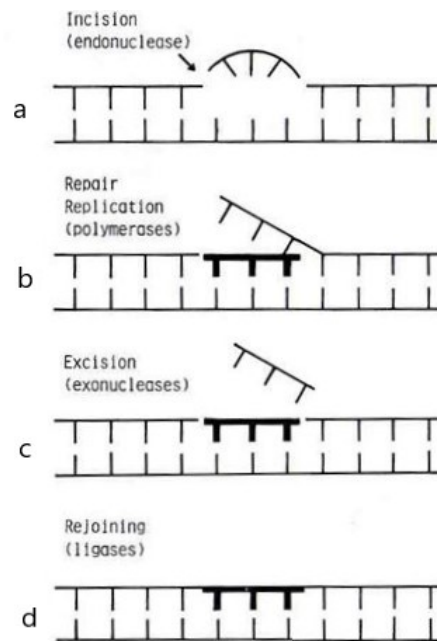 Incision
(endonuclease)
a
Repair
Replication
(polymerases)
b
Excision
(exonucleases)
c
Rejoining
(ligases)
d